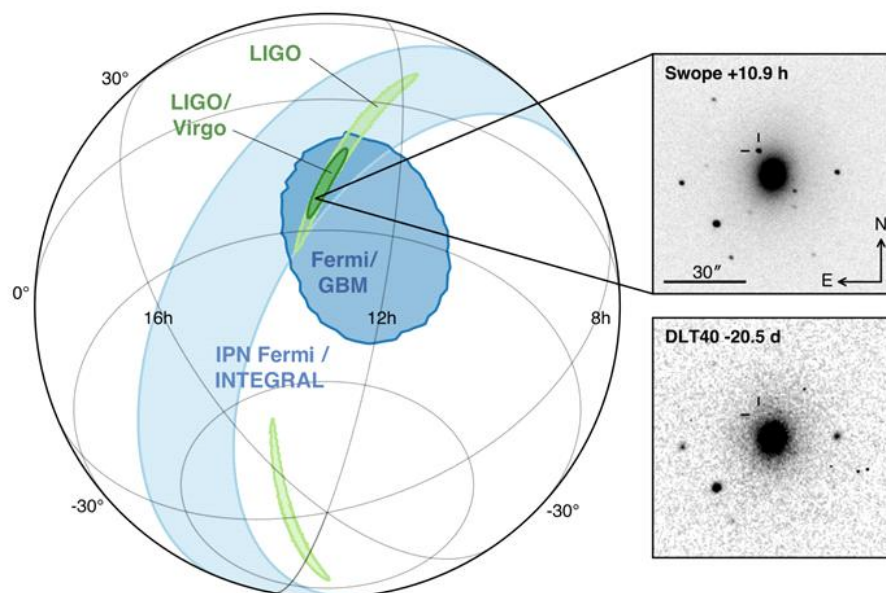 LIGO
LIGO/
Virgo
30°
Fermi/
GBM
0°
16h
12h
8h
IPN Fermi /
INTEGRAL
-30°
-30°
Swope +10.9 h
N
30″
E
DLT40 -20.5 d